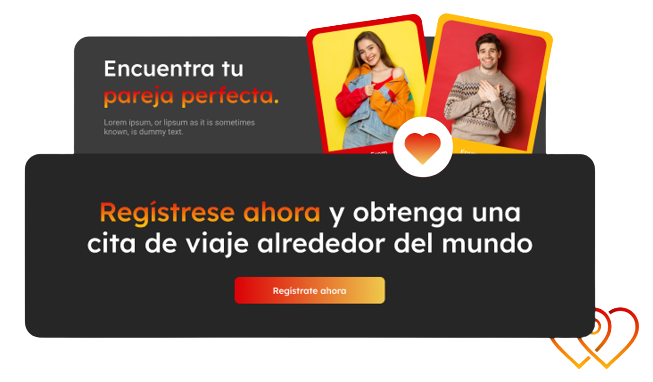 Encuentra tu
pareja perfecta.
Lorem ipsum, or lipsum as it is sometimes
known, is dummy text.
Regístrese ahora y obtenga una
cita de viaje alrededor del mundo
Regístrate ahora